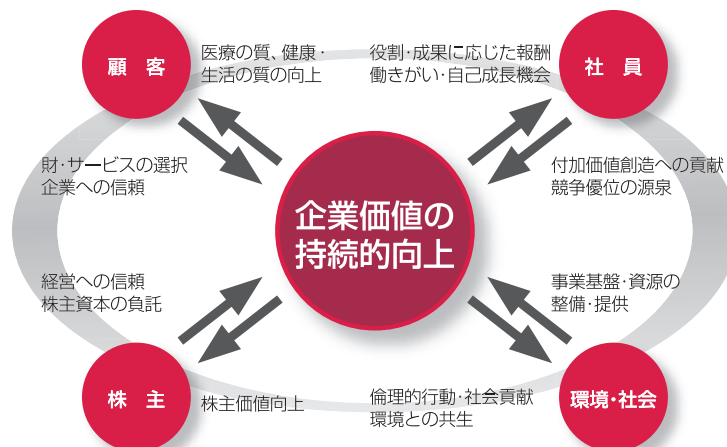 顧 客
医療の質、健康・
生活の質の向上
役割・成果に応じた報酬
働きがい・自己成長機会
社 員
財・サービスの選択
企業への信頼
付加価値創造への貢献
競争優位の源泉
企業価値の
持続的向上
経営への信頼
株主資本の負託
事業基盤・資源の
整備・提供
株 主
株主価値向上
倫理的行動・社会貢献
環境との共生
環境・社会